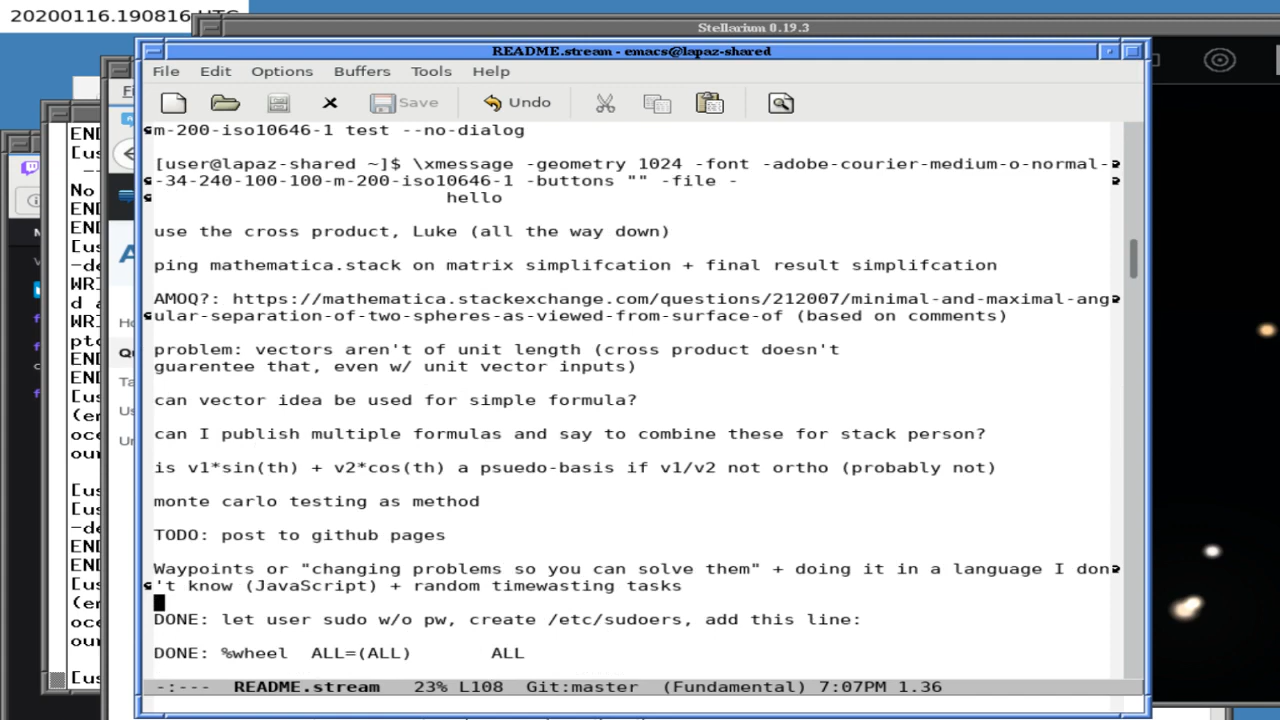 20200116.190816 UTC
Stellarium 0.19.3
README.stream - emacs@lapaz-shared
File Edit Options Buffers Tools Help
Save Undo
m-200-iso10646-1 test --no-dialog
[user@lapaz-shared ~]$ \xmessage -geometry 1024 -font -adobe-courier-medium-o-normal-
-34-240-100-100-m-200-iso10646-1 -buttons "" -file -
hello
use the cross product, Luke (all the way down)
ping mathematica.stack on matrix simplifcation + final result simplifcation
AMOQ?: https://mathematica.stackexchange.com/questions/212007/minimal-and-maximal-ang
ular-separation-of-two-spheres-as-viewed-from-surface-of (based on comments)
problem: vectors aren't of unit length (cross product doesn't
guarentee that, even w/ unit vector inputs)
can vector idea be used for simple formula?
can I publish multiple formulas and say to combine these for stack person?
is v1*sin(th) + v2*cos(th) a psuedo-basis if v1/v2 not ortho (probably not)
monte carlo testing as method
TODO: post to github pages
Waypoints or "changing problems so you can solve them" + doing it in a language I don
't know (JavaScript) + random timewasting tasks
DONE: let user sudo w/o pw, create /etc/sudoers, add this line:
DONE: %wheel ALL=(ALL) ALL
-:--- README.stream 23% L108 Git:master (Fundamental) 7:07PM 1.36